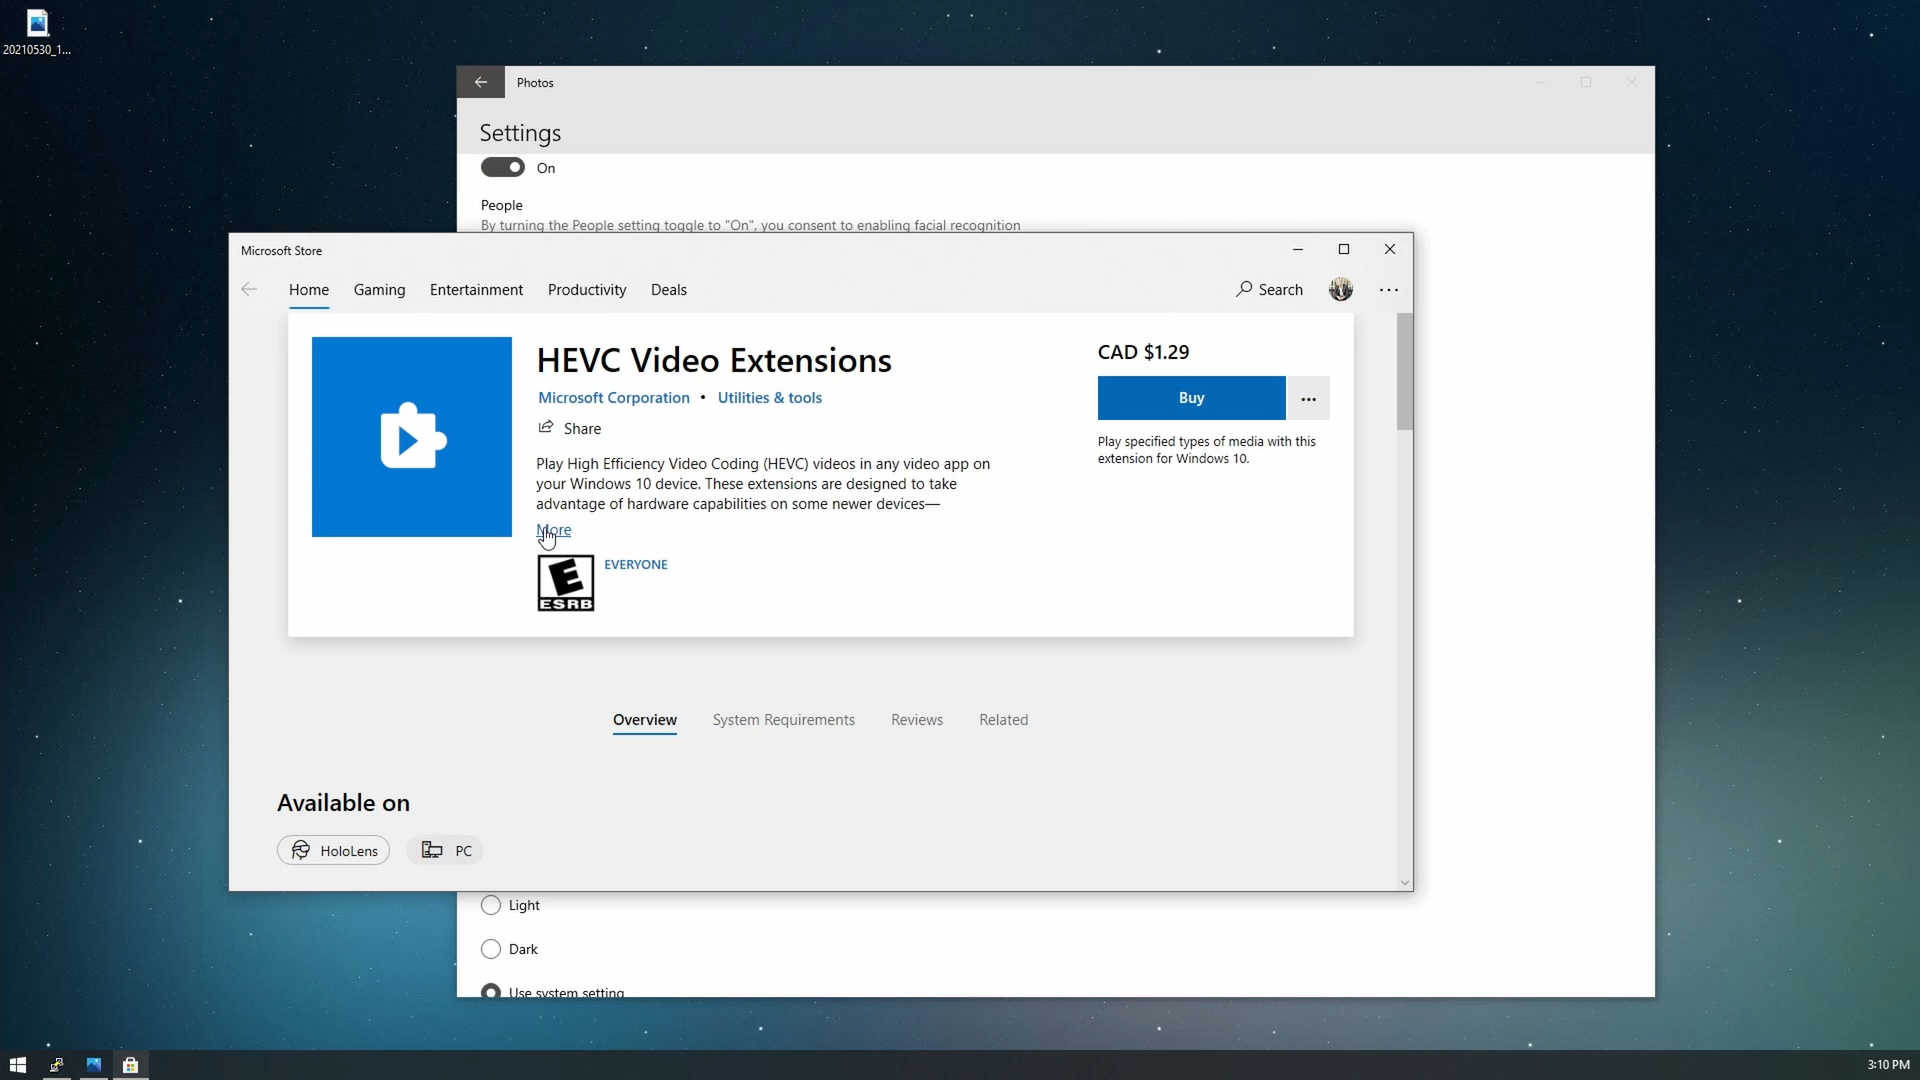 20210530_1...
Photos
Settings
On
People
By turning the People setting toggle to "On", you consent to enabling facial recognition
Microsoft Store
Home
Gaming
Entertainment
Productivity
Deals
Search
HEVC Video Extensions
CAD $1.29
Microsoft Corporation • Utilities & tools
Buy
Share
Play specified types of media with this
extension for Windows 10.
Play High Efficiency Video Coding (HEVC) videos in any video app on
your Windows 10 device. These extensions are designed to take
advantage of hardware capabilities on some newer devices—
More
E
ESRB
EVERYONE
Overview
System Requirements
Reviews
Related
Available on
HoloLens
PC
Light
Dark
Use system setting
3:10 PM